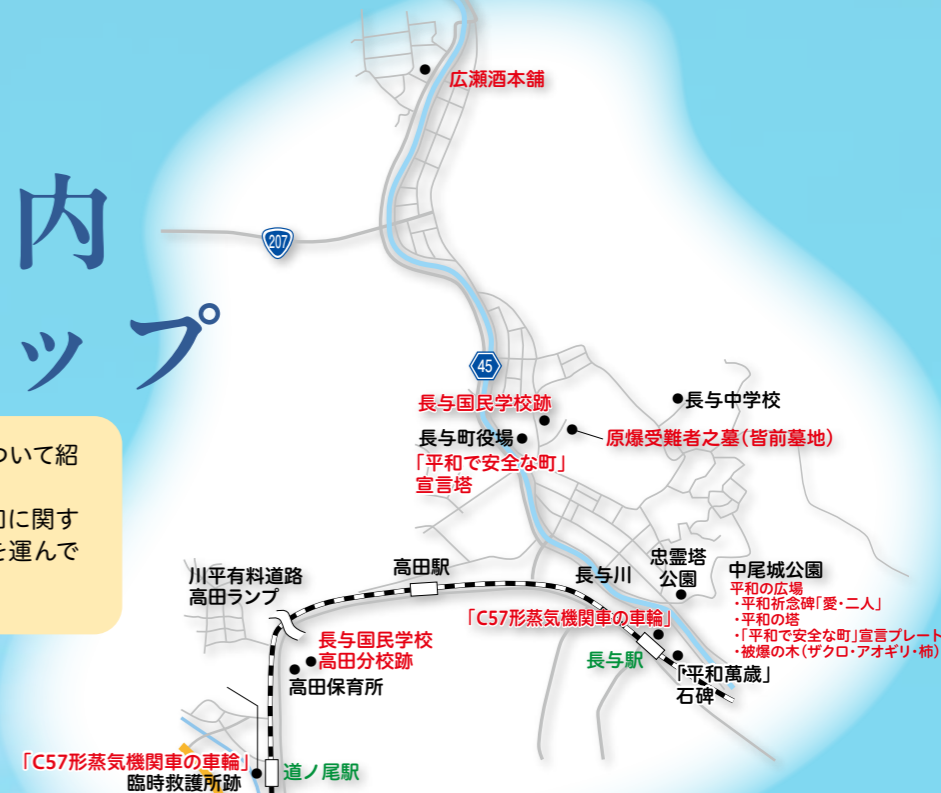 内
ップ
ついて紹
に関す
を運んで
広瀬酒本舗
207
45
長与国民学校跡
長与中学校
長与町役場
原爆受難者之墓(皆前墓地)
「平和で安全な町」
宣言塔
川平有料道路
高田ランプ
高田駅
長与川
忠霊塔
公園
中尾城公園
平和の広場
・平和祈念碑「愛・二人」
・平和の塔
・「平和で安全な町」宣言プレート
・被爆の木(ザクロ・アオギリ・柿)
「C57形蒸気機関車の車輪」
長与国民学校
高田分校跡
高田保育所
長与駅
「平和萬歳」
石碑
「C57形蒸気機関車の車輪」
臨時救護所跡
道ノ尾駅